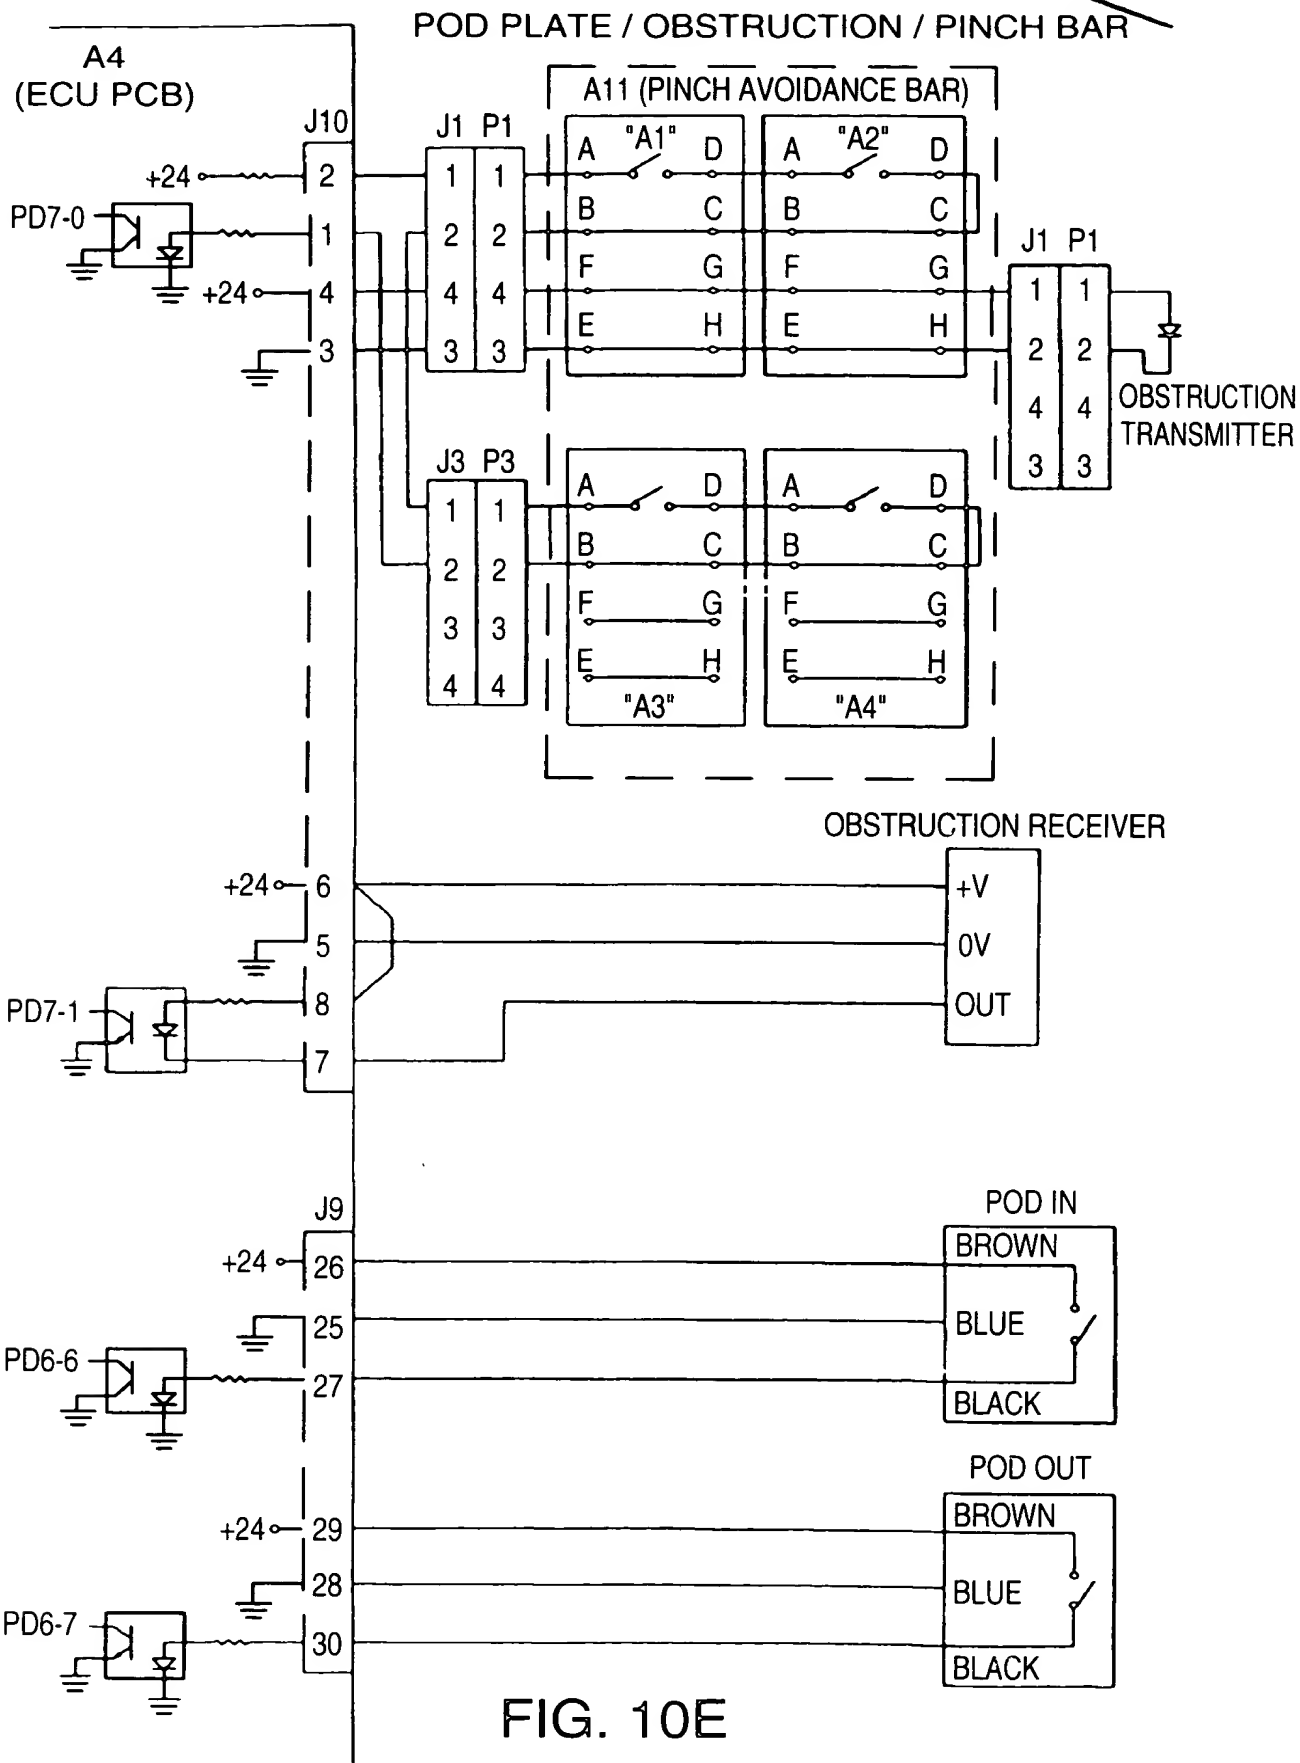 POD PLATE / OBSTRUCTION / PINCH BAR
A4
(ECU PCB)
A11 (PINCH AVOIDANCE BAR)
J10 J1 P1
"A1" "A2"
A D A D
+24 2 1 1
PD7-0
B C B C
1 2 2
J1 P1
F G F G
+24 4 4 4 1 1
E H E H
3 3 3 2 2
OBSTRUCTION
TRANSMITTER
4 4
3 3
J3 P3
A D A D
1 1
B C B C
2 2
F G F G
3 3
E H E H
4 4
"A3" "A4"
OBSTRUCTION RECEIVER
+24 6 +V
5 0V
PD7-1 8 OUT
7
J9
POD IN
BROWN
+24 26
25 BLUE
PD6-6
27
BLACK
POD OUT
BROWN
+24 29
28 BLUE
PD6-7
30
BLACK
FIG. 10E